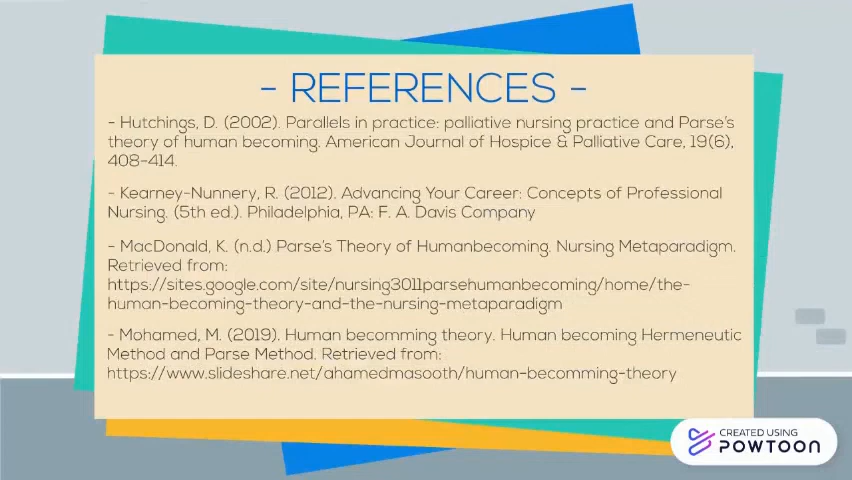 - REFERENCES -
- Hutchings, D. (2002). Parallels in practice: palliative nursing practice and Parse's
theory of human becoming. American Journal of Hospice & Palliative Care, 19(6),
408-414.
- Kearney-Nunnery, R. (2012). Advancing Your Career: Concepts of Professional
Nursing. (5th ed.). Philadelphia, PA: F. A. Davis Company
- MacDonald, K. (n.d.) Parse's Theory of Humanbecoming. Nursing Metaparadigm.
Retrieved from:
https://sites.google.com/site/nursing3011parsehumanbecoming/home/the-
human-becoming-theory-and-the-nursing-metaparadigm
- Mohamed, M. (2019). Human becomming theory. Human becoming Hermeneutic
Method and Parse Method. Retrieved from:
https://www.slideshare.net/ahamedmasooth/human-becomming-theory
CREATED USING
POWTOON